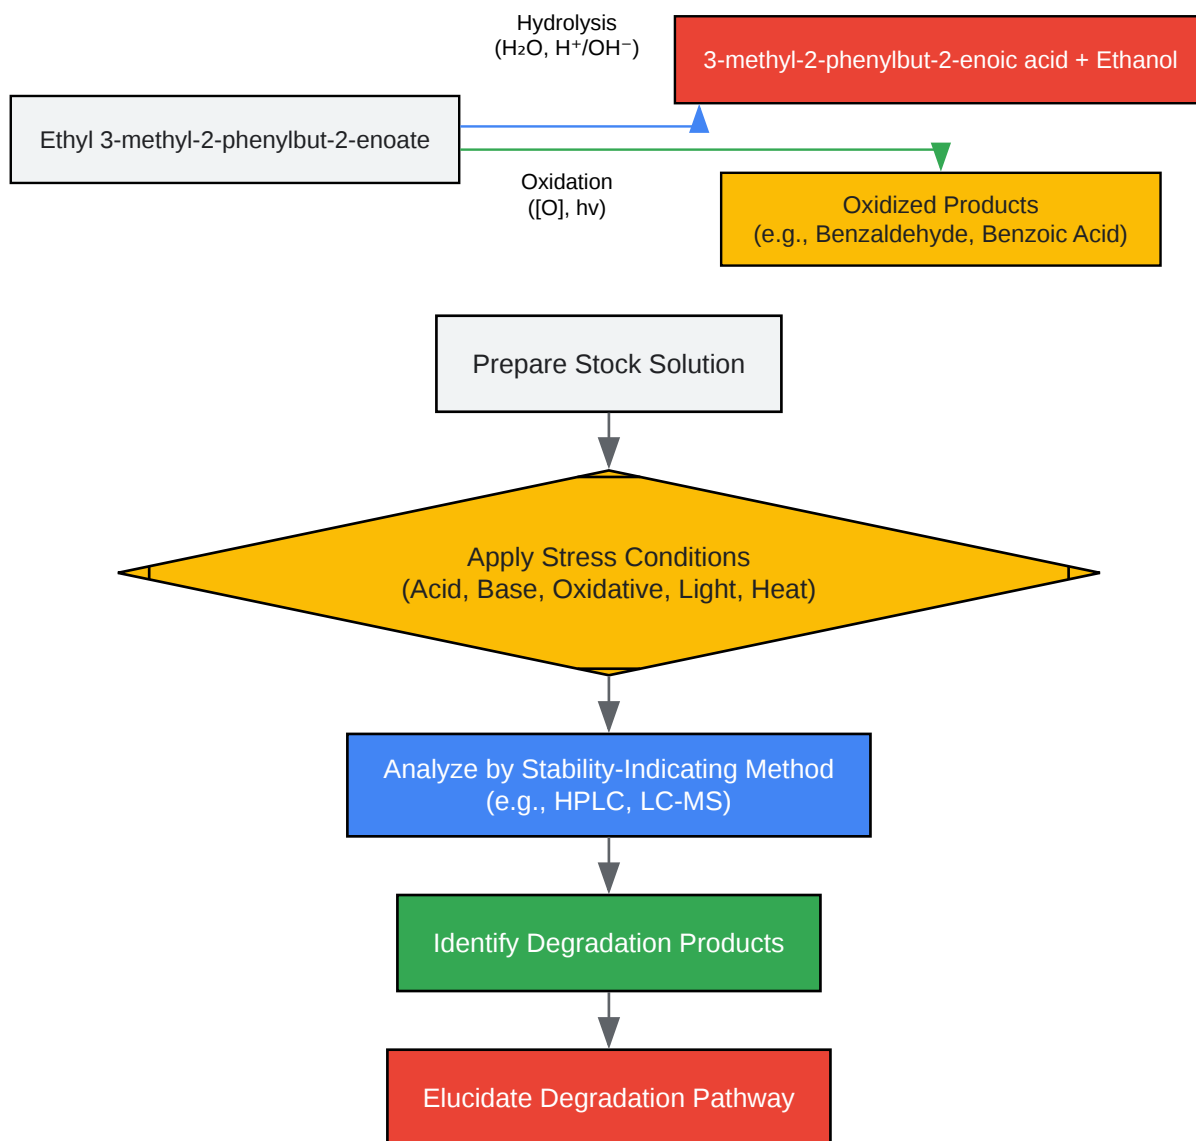 Hydrolysis
(H₂O, H⁺/OH⁻)
3-methyl-2-phenylbut-2-enoic acid + Ethanol
Ethyl 3-methyl-2-phenylbut-2-enoate
Oxidation
([O], hv)
Oxidized Products
(e.g., Benzaldehyde, Benzoic Acid)
Prepare Stock Solution
Apply Stress Conditions
(Acid, Base, Oxidative, Light, Heat)
Analyze by Stability-Indicating Method
(e.g., HPLC, LC-MS)
Identify Degradation Products
Elucidate Degradation Pathway